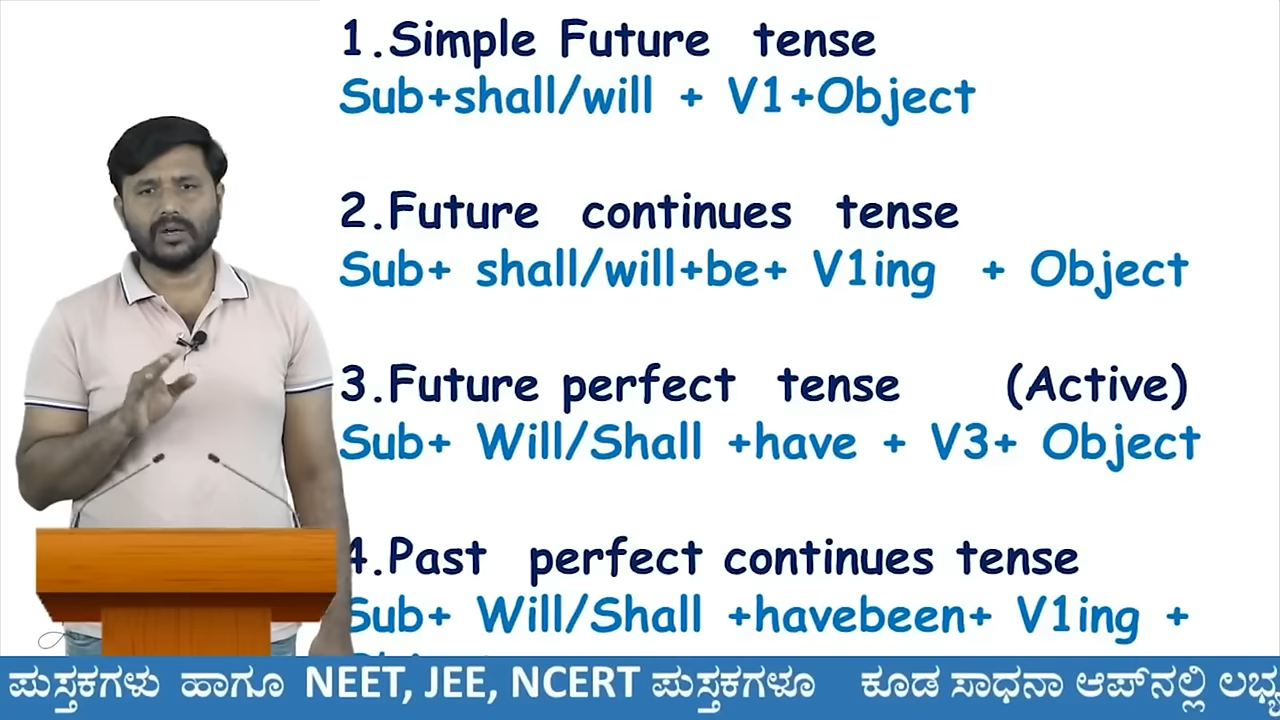 1.Simple Future tense
Sub+shall/will + V1+Object
2.Future continues tense
Sub+ shall/will+be+ V1ing + Object
3.Future perfect tense (Active)
Sub+ Will/Shall +have + V3+ Object
4.Past perfect continues tense
Sub+ Will/Shall +havebeen+ V1ing +
ಪುಸ್ತಕಗಳು ಹಾಗೂ NEET, JEE, NCERT ಪುಸ್ತಕಗಳೂ ಕೂಡ ಸಾಧನಾ ಆಪ್‌ನಲ್ಲಿ ಲಭ್ಯ